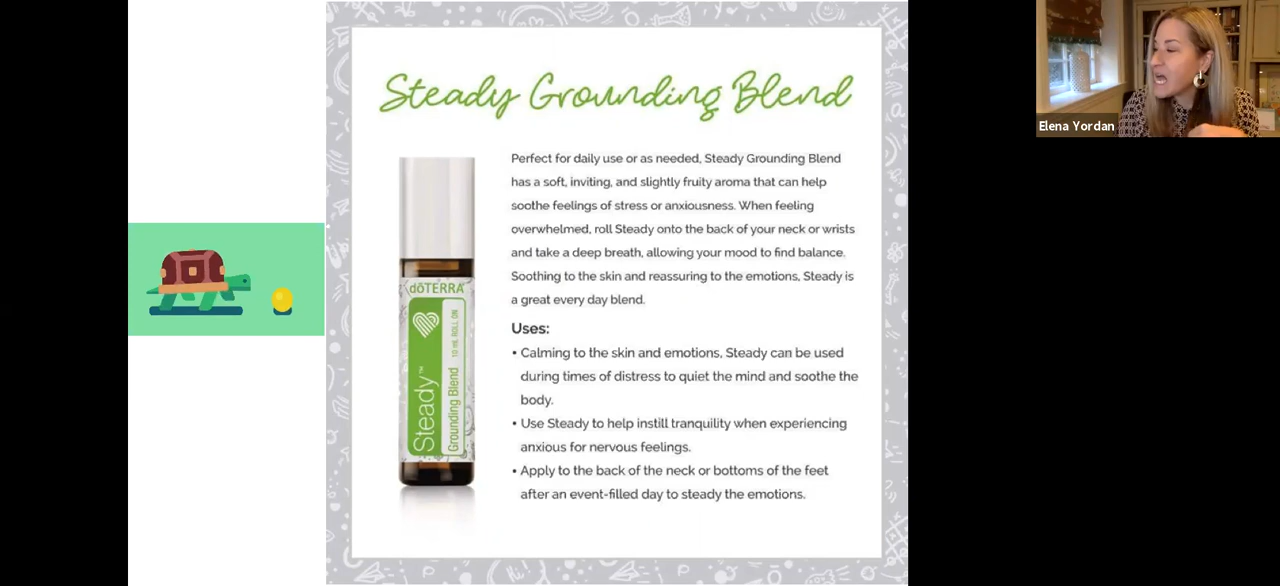 Steady Grounding Blend
Perfect for daily use or as needed, Steady Grounding Blend
has a soft, inviting, and slightly fruity aroma that can help
soothe feelings of stress or anxiousness. When feeling
overwhelmed, roll Steady onto the back of your neck or wrists
and take a deep breath, allowing your mood to find balance.
Soothing to the skin and reassuring to the emotions, Steady is
a great every day blend.
Uses:
• Calming to the skin and emotions, Steady can be used
during times of distress to quiet the mind and soothe the
body.
• Use Steady to help instill tranquility when experiencing
anxious for nervous feelings.
• Apply to the back of the neck or bottoms of the feet
after an event-filled day to steady the emotions.
dōTERRA
Steady™
Grounding Blend 10 mL ROLL ON
Elena Yordan